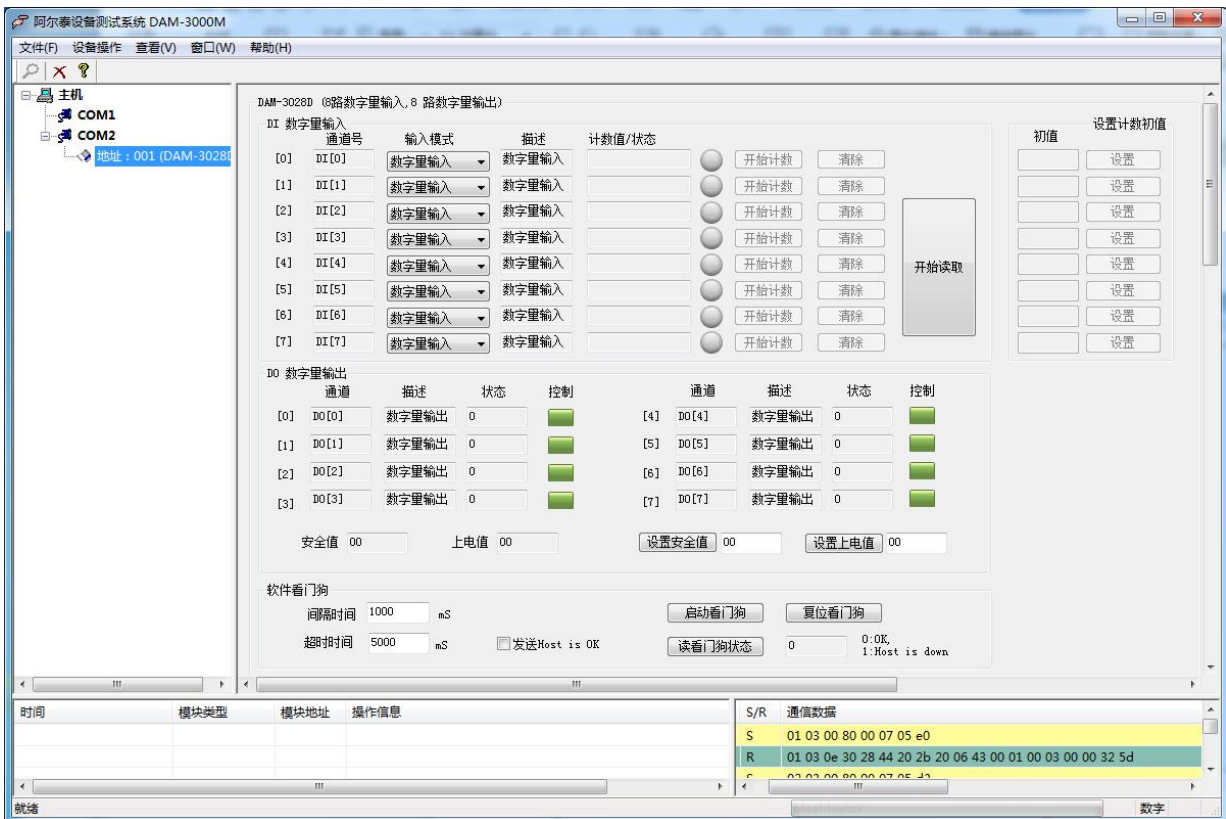 阿尔泰设备测试系统 DAM-3000M
文件(F) 设备操作 查看(V) 窗口(W) 帮助(H)
主机
COM1
COM2
地址：001 (DAM-3028D
DAM-3028D (8路数字量输入,8 路数字量输出)
DI 数字量输入
通道号 输入模式 描述 计数值/状态
[0] DI[0] 数字量输入 数字量输入 开始计数 清除
[1] DI[1] 数字量输入 数字量输入 开始计数 清除
[2] DI[2] 数字量输入 数字量输入 开始计数 清除
[3] DI[3] 数字量输入 数字量输入 开始计数 清除
[4] DI[4] 数字量输入 数字量输入 开始计数 清除
[5] DI[5] 数字量输入 数字量输入 开始计数 清除
[6] DI[6] 数字量输入 数字量输入 开始计数 清除
[7] DI[7] 数字量输入 数字量输入 开始计数 清除
开始读取
设置计数初值
初值
设置
设置
设置
设置
设置
设置
设置
设置
DO 数字量输出
通道 描述 状态 控制 通道 描述 状态 控制
[0] DO[0] 数字量输出 0 [4] DO[4] 数字量输出 0
[1] DO[1] 数字量输出 0 [5] DO[5] 数字量输出 0
[2] DO[2] 数字量输出 0 [6] DO[6] 数字量输出 0
[3] DO[3] 数字量输出 0 [7] DO[7] 数字量输出 0
安全值 00 上电值 00 设置安全值 00 设置上电值 00
软件看门狗
间隔时间 1000 mS 启动看门狗 复位看门狗
超时时间 5000 mS 发送Host is OK 读看门狗状态 0 0:OK,
1:Host is down
时间 模块类型 模块地址 操作信息
S/R 通信数据
S 01 03 00 80 00 07 05 e0
R 01 03 0e 30 28 44 20 2b 20 06 43 00 01 00 03 00 00 32 5d
就绪 数字